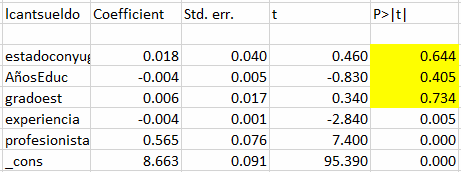 lcantsueldo Coefficient Std. err. t P>|t|
estadoconyug 0.018 0.040 0.460 0.644
AñosEduc -0.004 0.005 -0.830 0.405
gradoest 0.006 0.017 0.340 0.734
experiencia -0.004 0.001 -2.840 0.005
profesionista 0.565 0.076 7.400 0.000
_cons 8.663 0.091 95.390 0.000